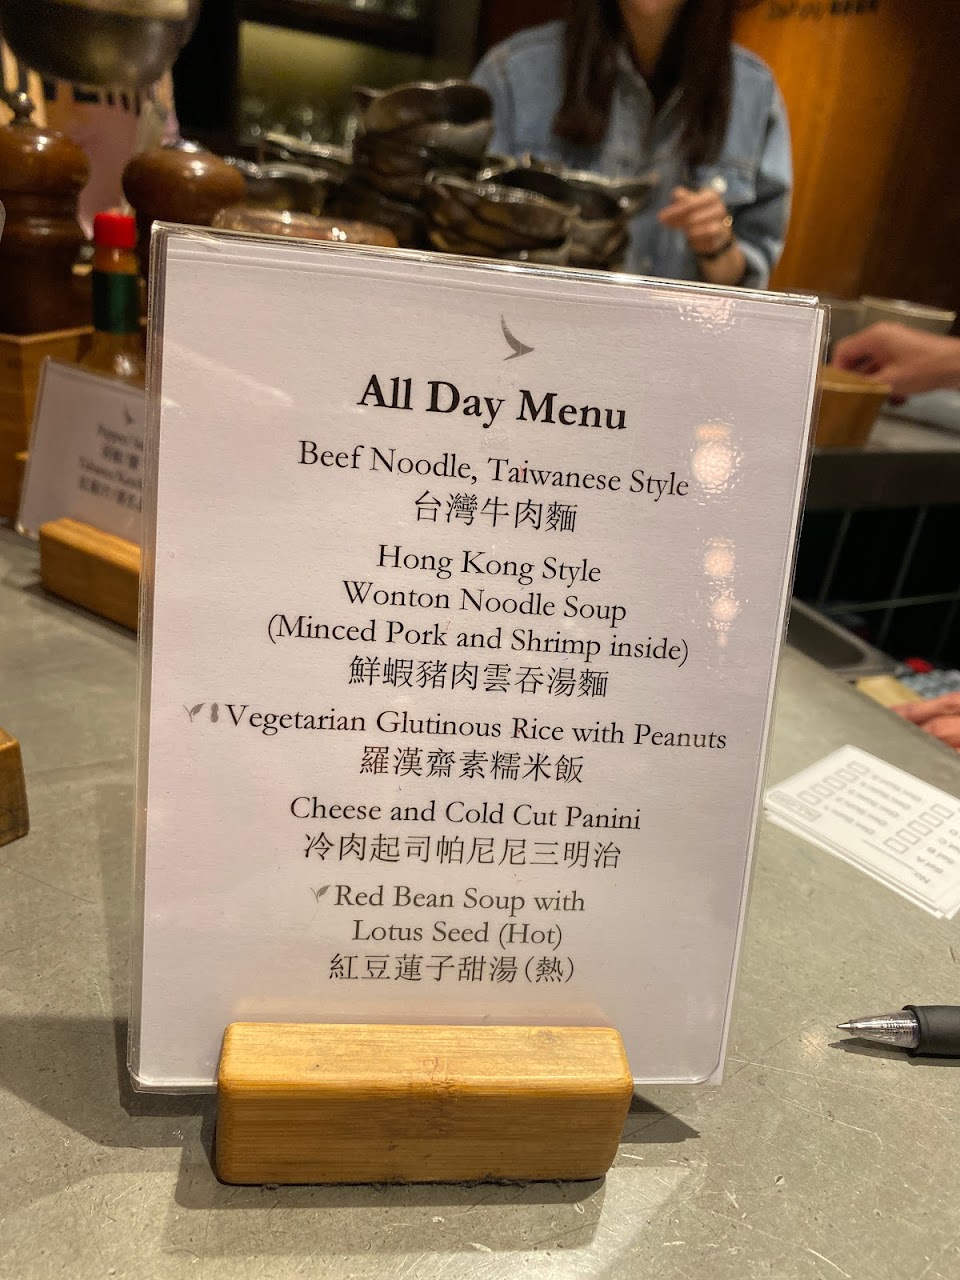 All Day Menu
Beef Noodle, Taiwanese Style
台灣牛肉麵
Hong Kong Style
Wonton Noodle Soup
(Minced Pork and Shrimp inside)
鮮蝦豬肉雲吞湯麵
Vegetarian Glutinous Rice with Peanuts
羅漢齋素糯米飯
Cheese and Cold Cut Panini
冷肉起司帕尼尼三明治
Red Bean Soup with
Lotus Seed (Hot)
紅豆蓮子甜湯(熱)